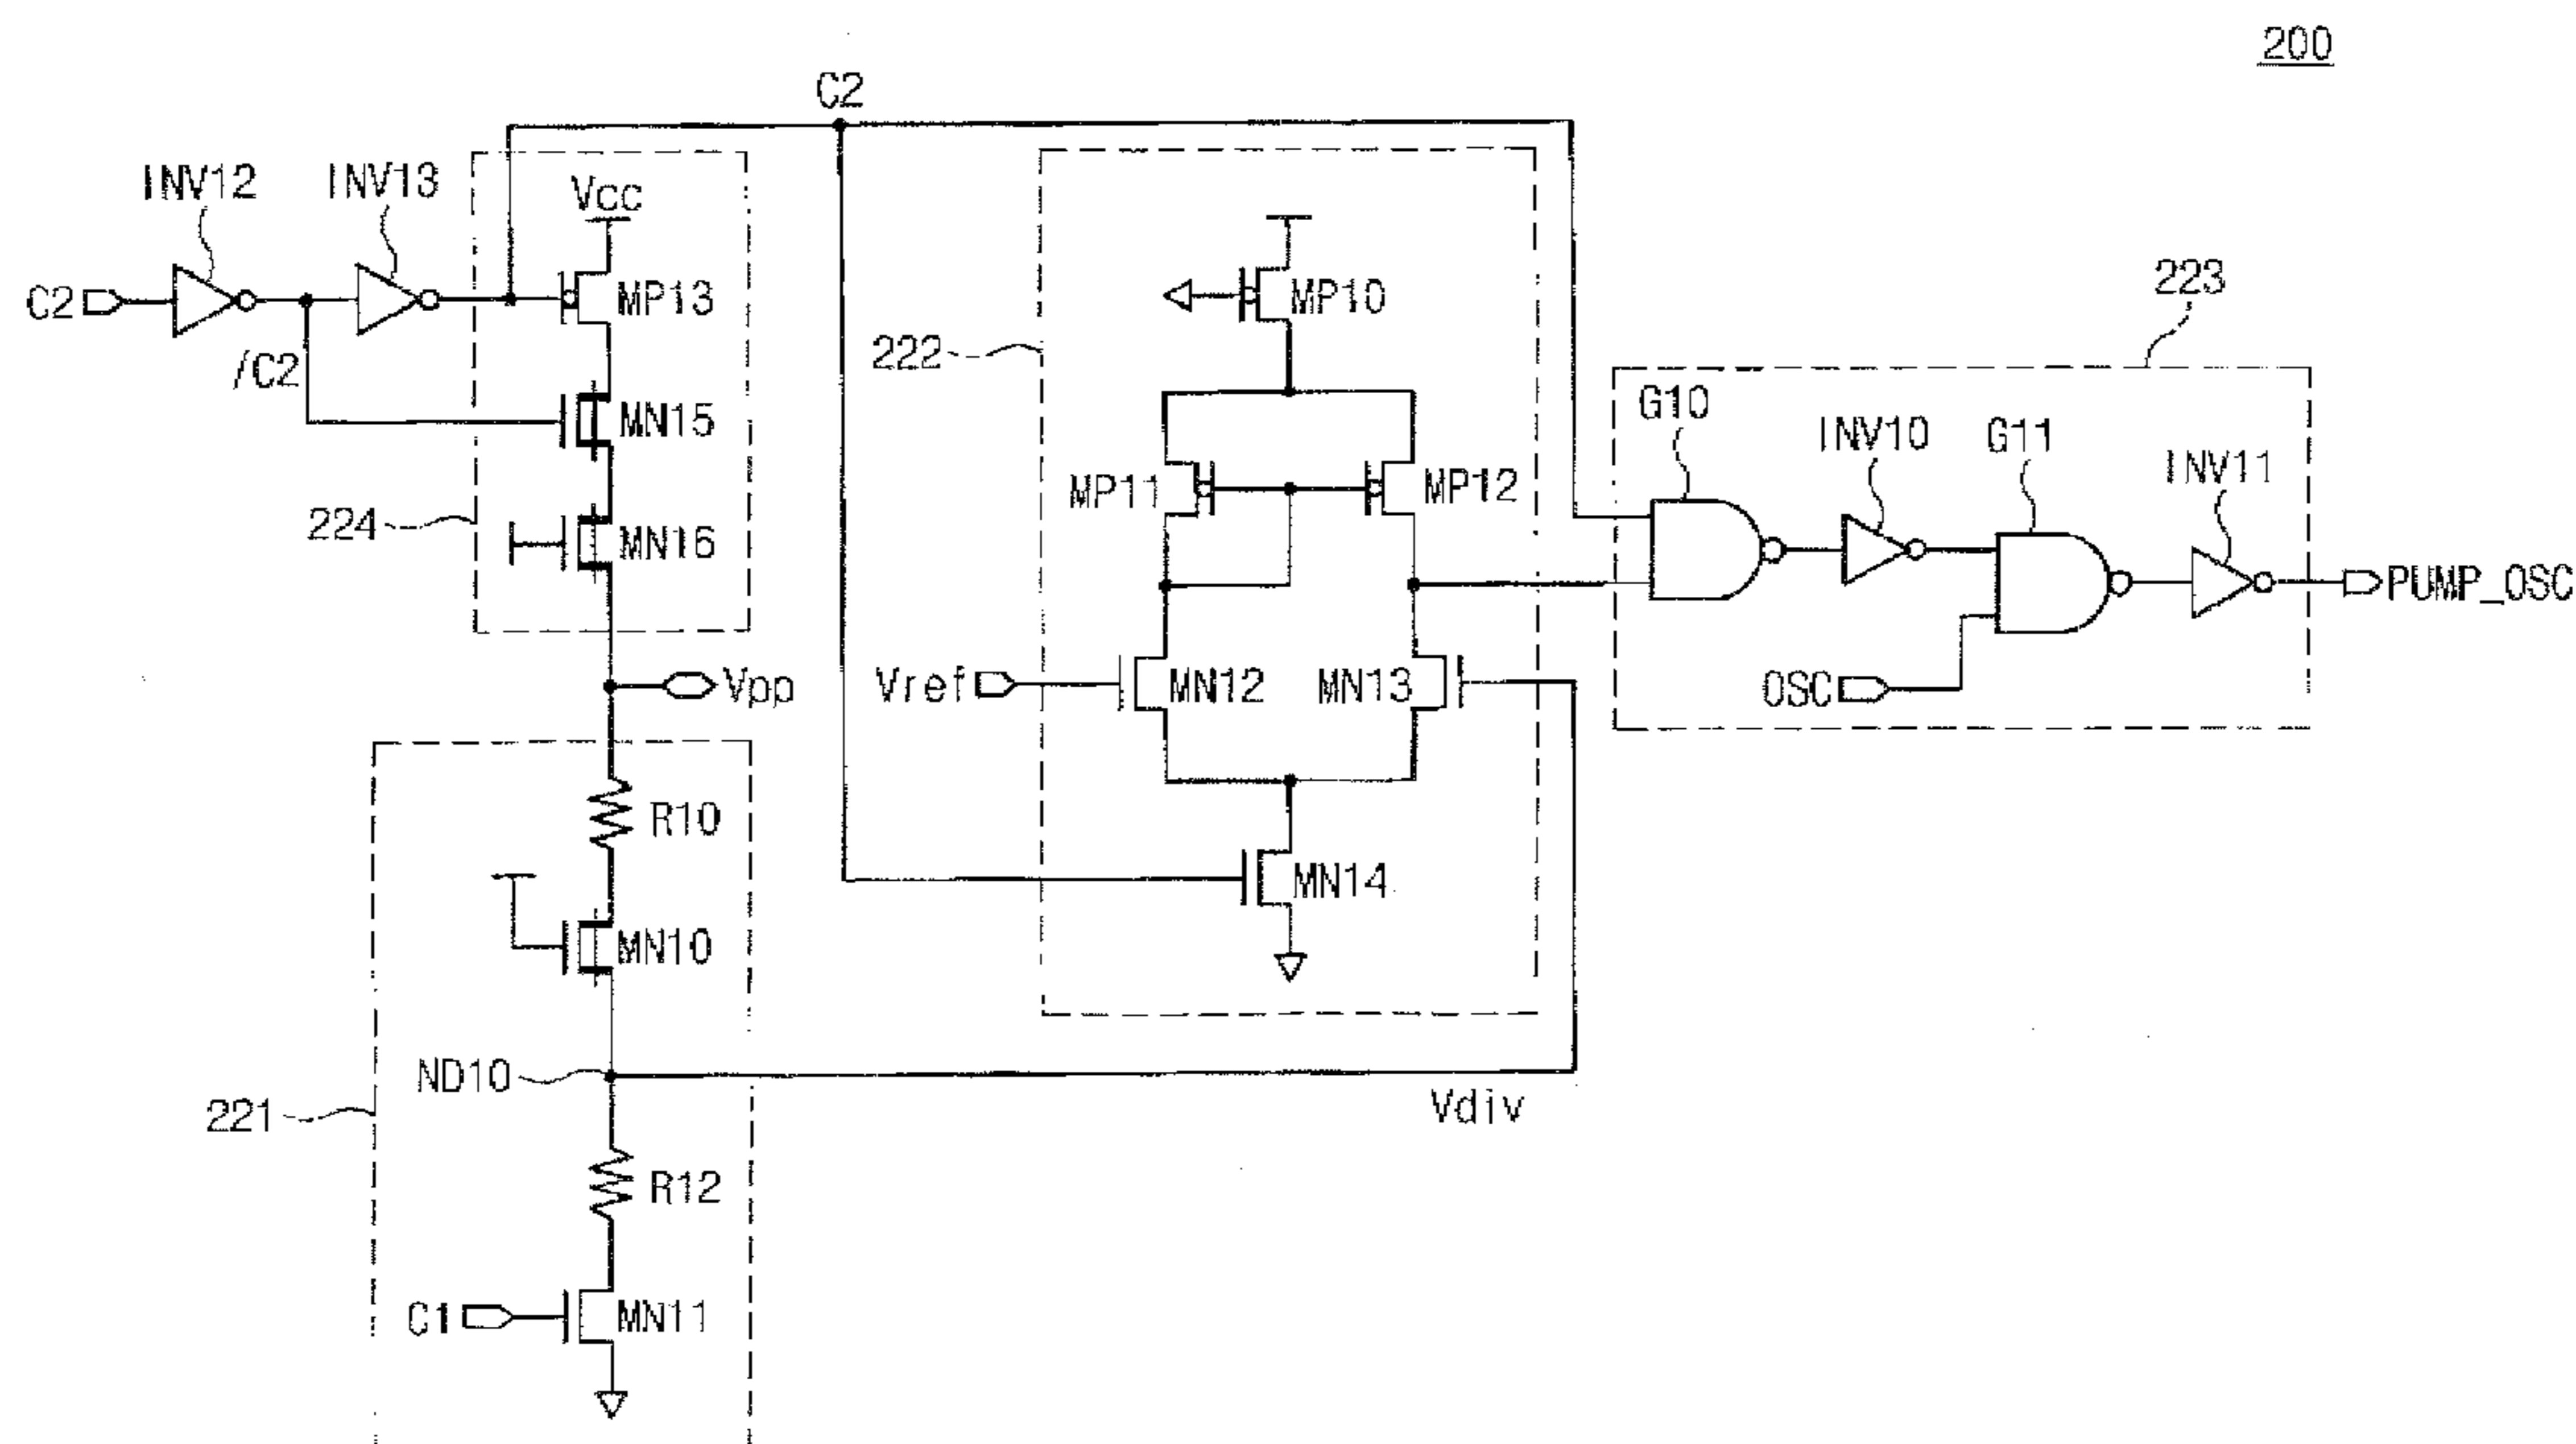 200
C2
INV12
INV13
Vcc
C2
MP13
/C2
MN15
224
MN16
Vpp
222
MP10
MP11
MP12
Vref
MN12
MN13
MN14
223
G10
INV10
G11
INV11
PUMP_OSC
OSC
R10
MN10
ND10
221
Vdiv
R12
C1
MN11